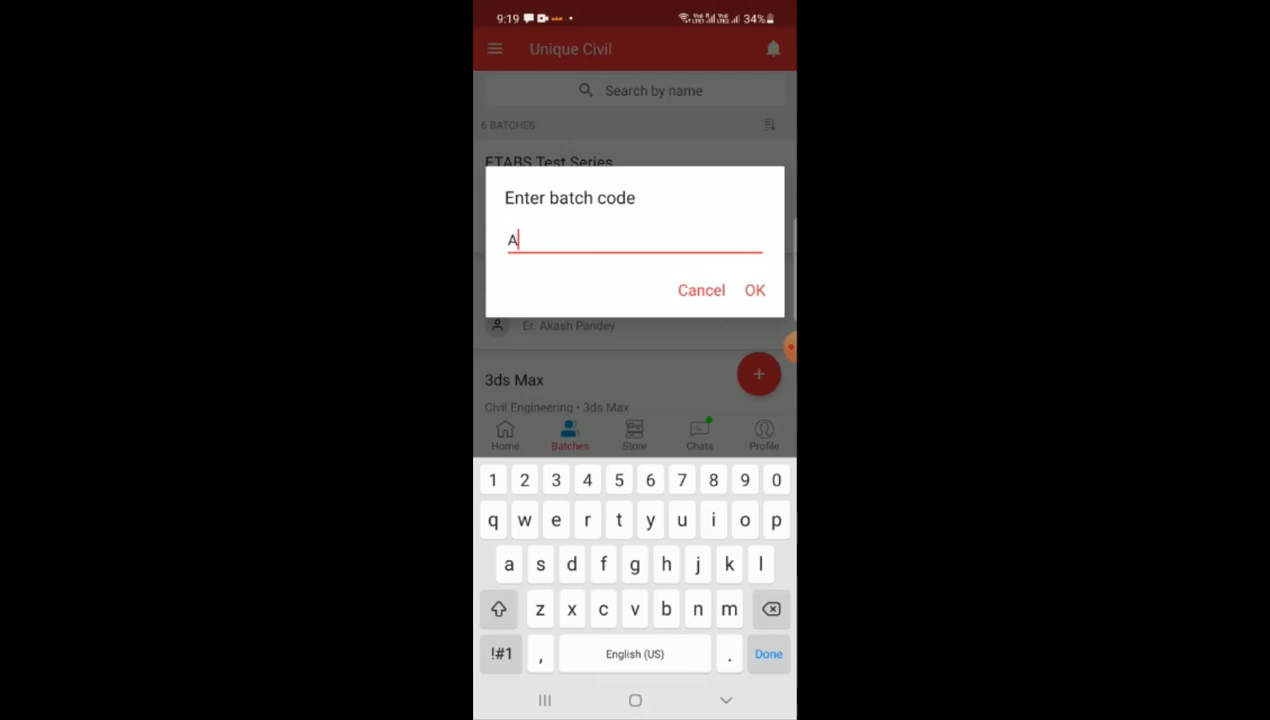 9:19 34%
Unique Civil
Search by name
6 BATCHES
ETABS Test Series
Enter batch code
A
Cancel OK
Er. Akash Pandey
3ds Max
Civil Engineering • 3ds Max
Home Batches Store Chats Profile
1 2 3 4 5 6 7 8 9 0
q w e r t y u i o p
a s d f g h j k l
z x c v b n m
!#1 , English (US) . Done